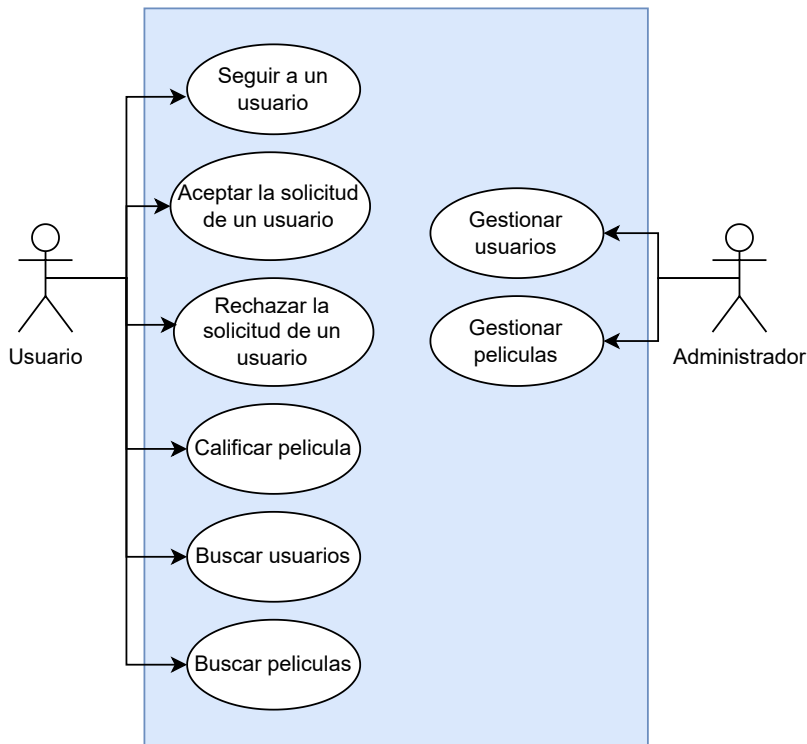 Seguir a un
usuario
Aceptar la solicitud
de un usuario
Rechazar la
solicitud de un
usuario
Calificar pelicula
Buscar usuarios
Buscar peliculas
Usuario
Gestionar
usuarios
Gestionar
peliculas
Administrador